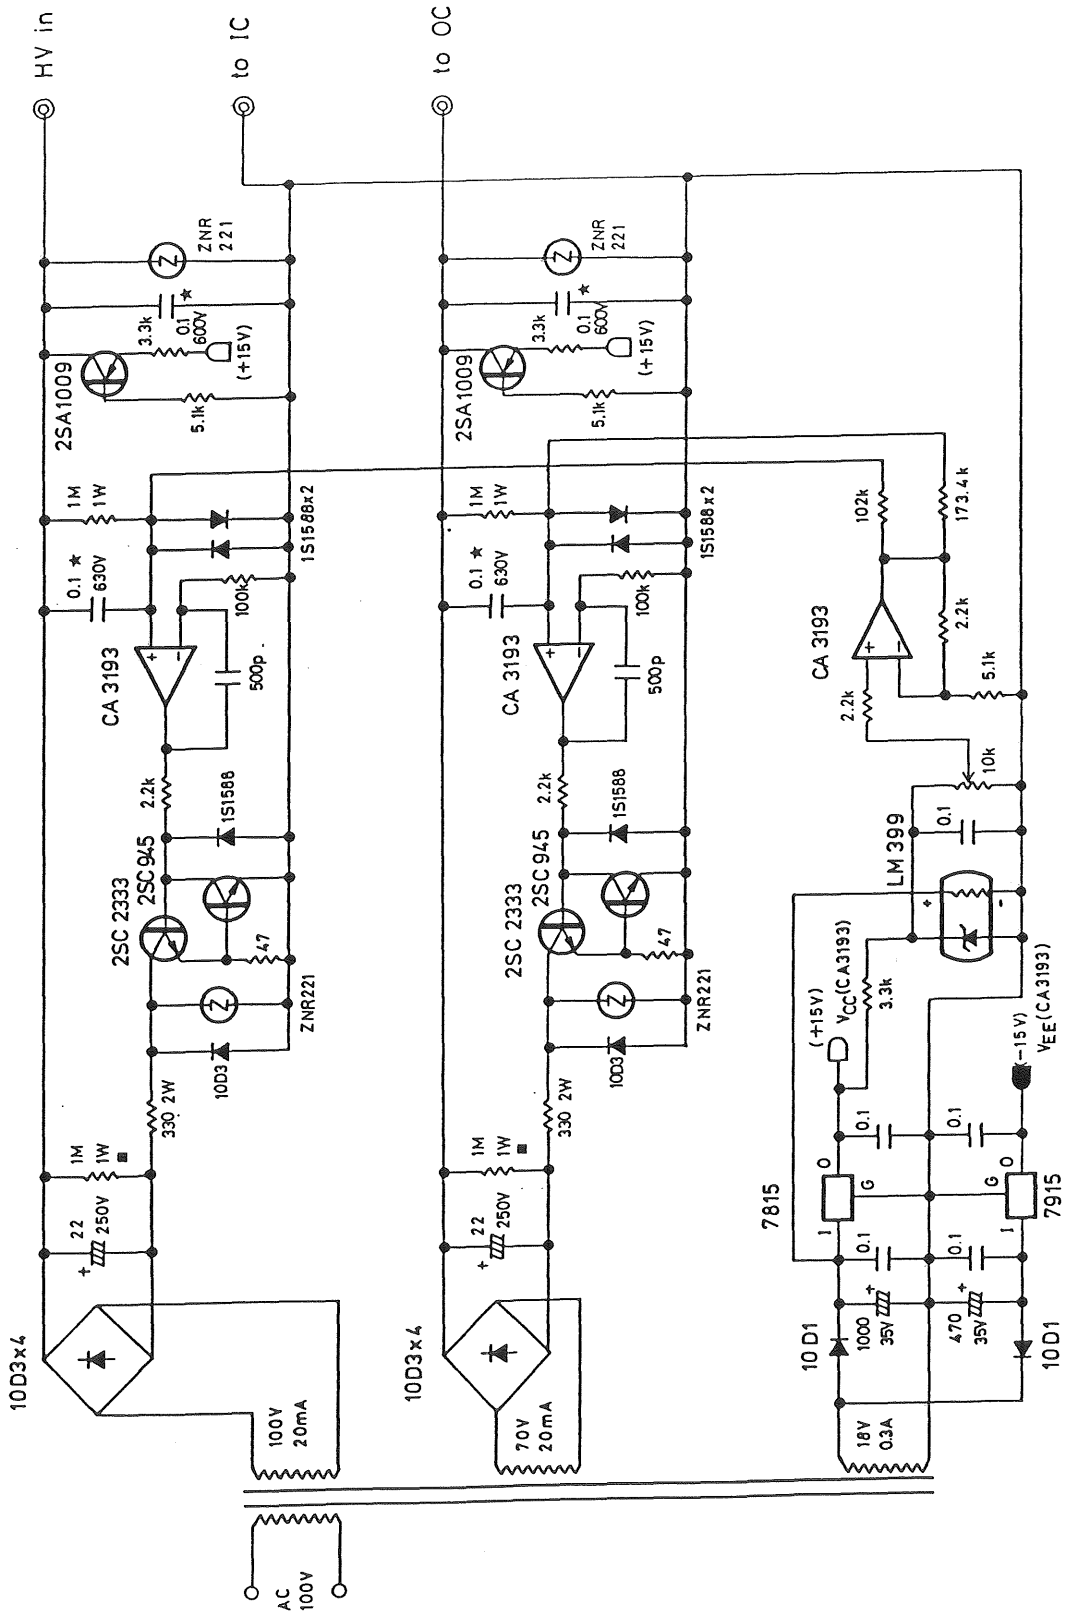 HV in
to IC
to OC
ZNR
221
0.1 ★
600V
3.3k
(+15V)
2SA1009
5.1k
1M
1W
1S1588x2
0.1 ★
630V
100k
CA 3193
+
−
500p
2.2k
1S1588
2SC945
2SC 2333
47
ZNR221
10D3
330 2W
1M
1W ■
22
250V
+
10D3x4
100V
20mA
ZNR
221
0.1
600V
3.3k
(+15V)
2SA1009
5.1k
1M
1W
1S1588x2
0.1 ★
630V
100k
CA 3193
+
−
500p
2.2k
1S1588
2SC945
2SC 2333
47
ZNR221
10D3
330 2W
1M
1W ■
22
250V
+
10D3x4
70V
20mA
102k
173.4k
CA 3193
+
−
2.2k
2.2k
5.1k
10k
0.1
LM 399
+
-
3.3k
(+15V)
VCC(CA3193)
(-15V)
VEE(CA3193)
0.1
0.1
7815
O
G
I
7915
O
G
I
0.1
0.1
1000
35V
+
470
35V
+
10D1
10D1
18V
0.3A
AC
100V